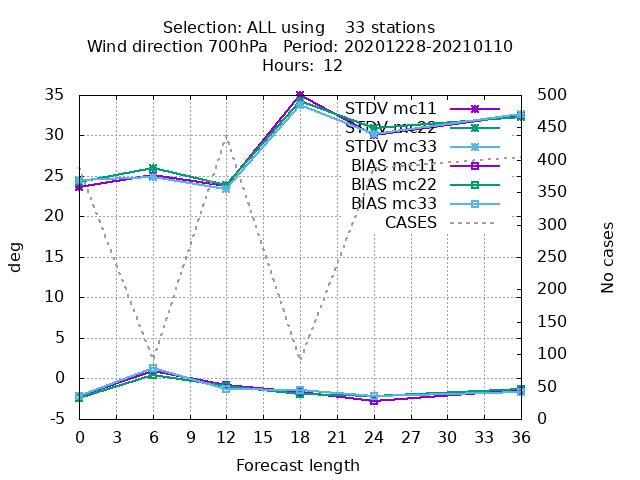 Selection: ALL using 33 stations
Wind direction 700hPa Period: 20201228-20210110
Hours: 12
35
30
25
20
15
10
5
0
-5
deg
500
450
400
350
300
250
200
150
100
50
0
No cases
STDV mc11
STDV mc22
STDV mc33
BIAS mc11
BIAS mc22
BIAS mc33
CASES
0 3 6 9 12 15 18 21 24 27 30 33 36
Forecast length